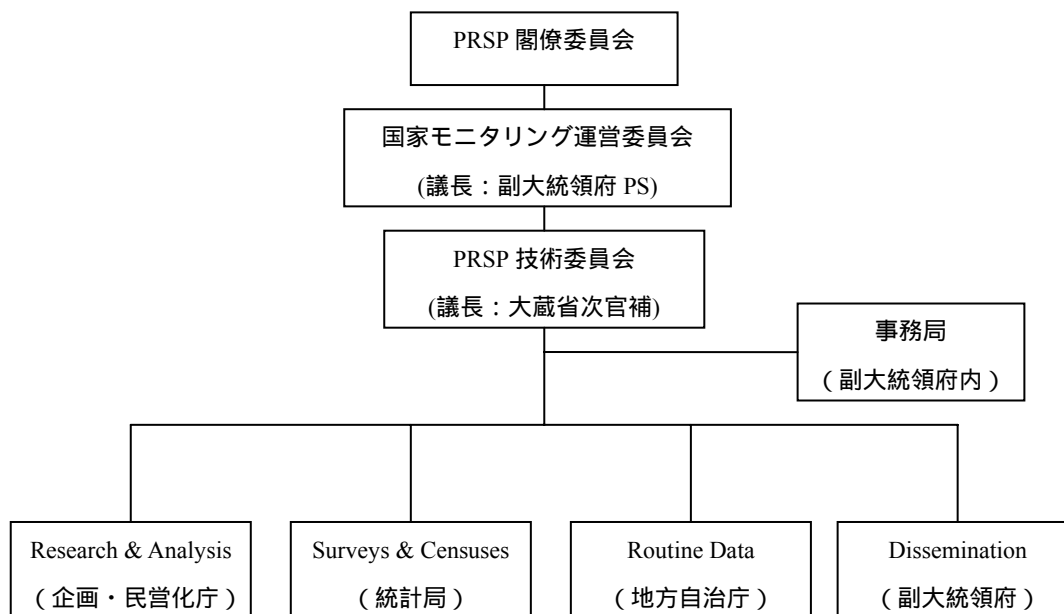 PRSP 閣僚委員会
国家モニタリング運営委員会
(議長：副大統領府 PS)
PRSP 技術委員会
(議長：大蔵省次官補)
事務局
（副大統領府内）
Research & Analysis
（企画・民営化庁）
Surveys & Censuses
（統計局）
Routine Data
（地方自治庁）
Dissemination
（副大統領府）